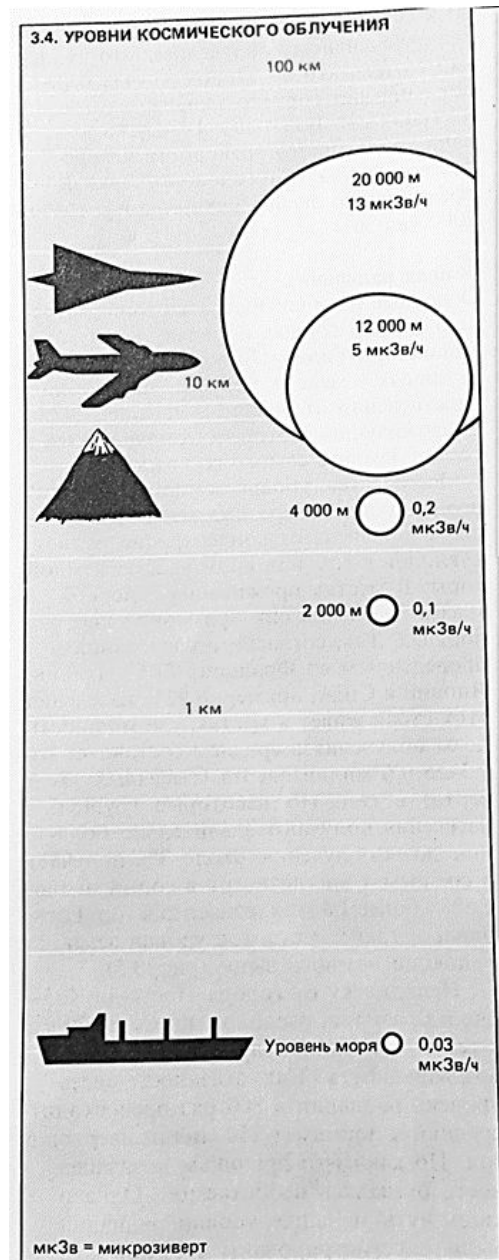 3.4. УРОВНИ КОСМИЧЕСКОГО ОБЛУЧЕНИЯ
100 км
20 000 м
13 мкЗв/ч
12 000 м
5 мкЗв/ч
10 км
4 000 м
0,2
мкЗв/ч
2 000 м
0,1
мкЗв/ч
1 км
Уровень моря
0,03
мкЗв/ч
мкЗв = микрозиверт